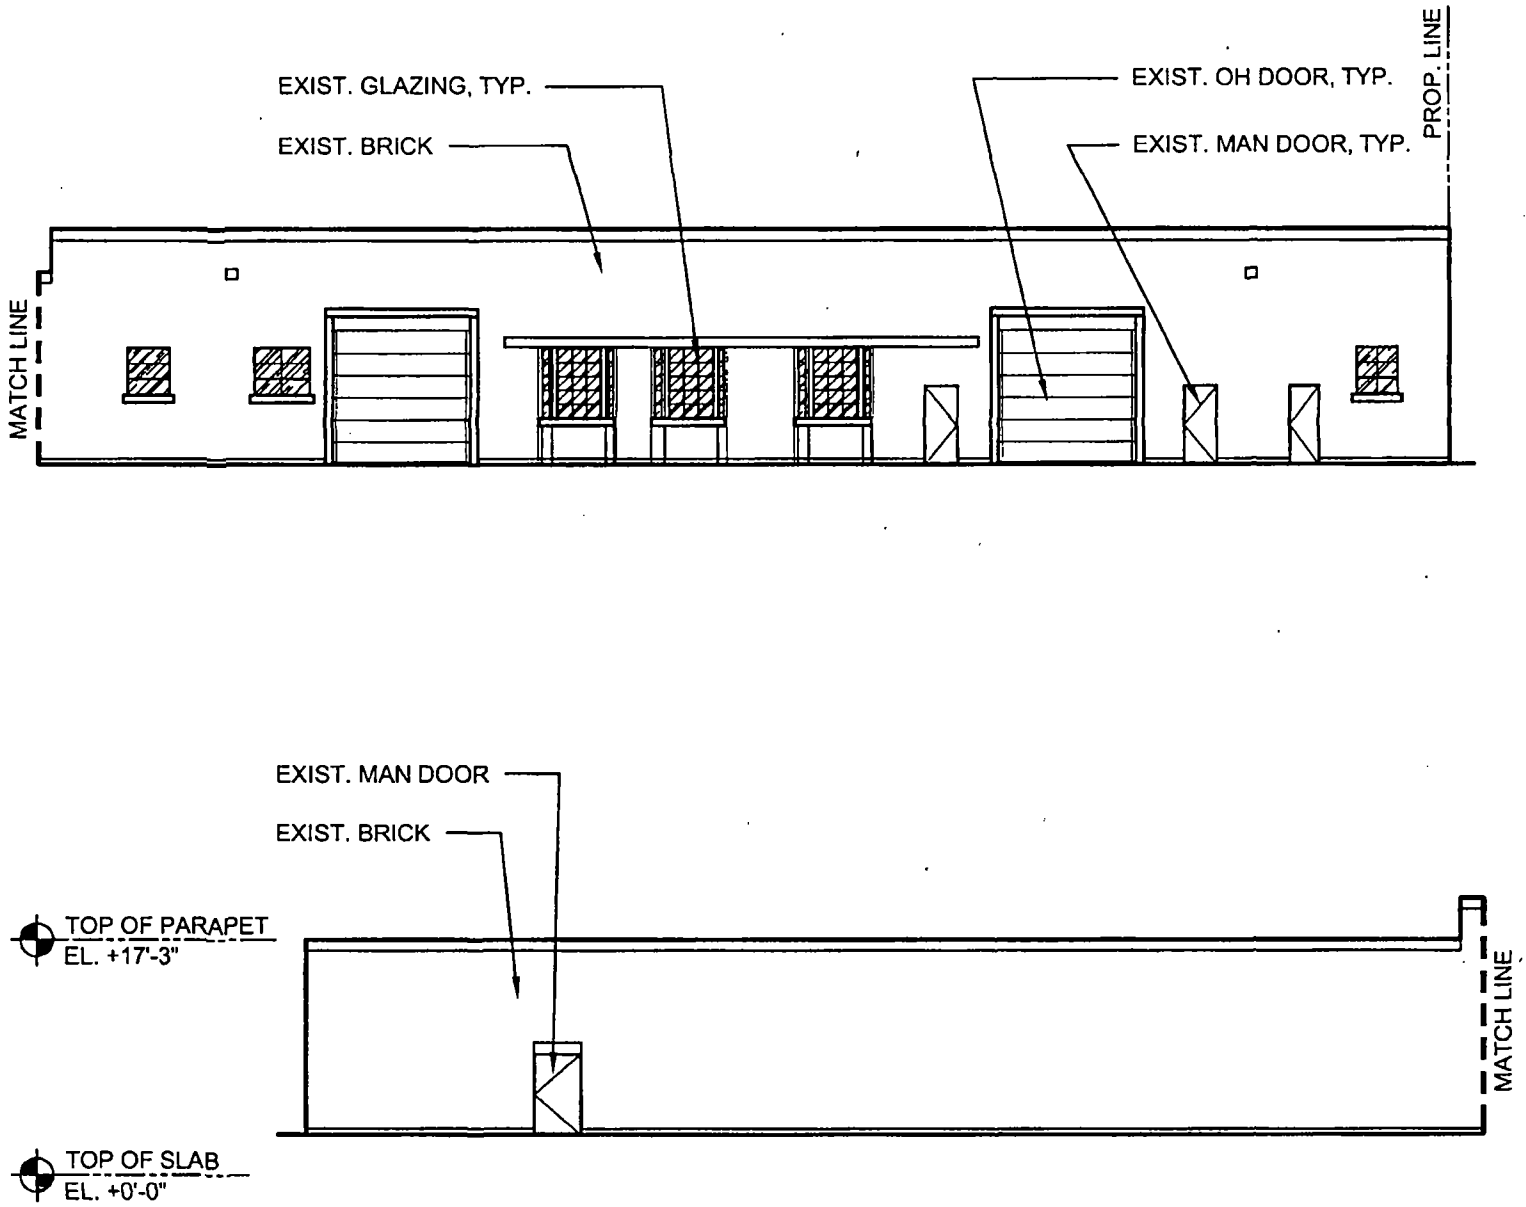 PROP. LINE
EXIST. GLAZING, TYP.
EXIST. OH DOOR, TYP.
EXIST. BRICK
EXIST. MAN DOOR, TYP.
MATCH LINE
EXIST. MAN DOOR
EXIST. BRICK
TOP OF PARAPET
EL. +17'-3"
MATCH LINE
TOP OF SLAB
EL. +0'-0"